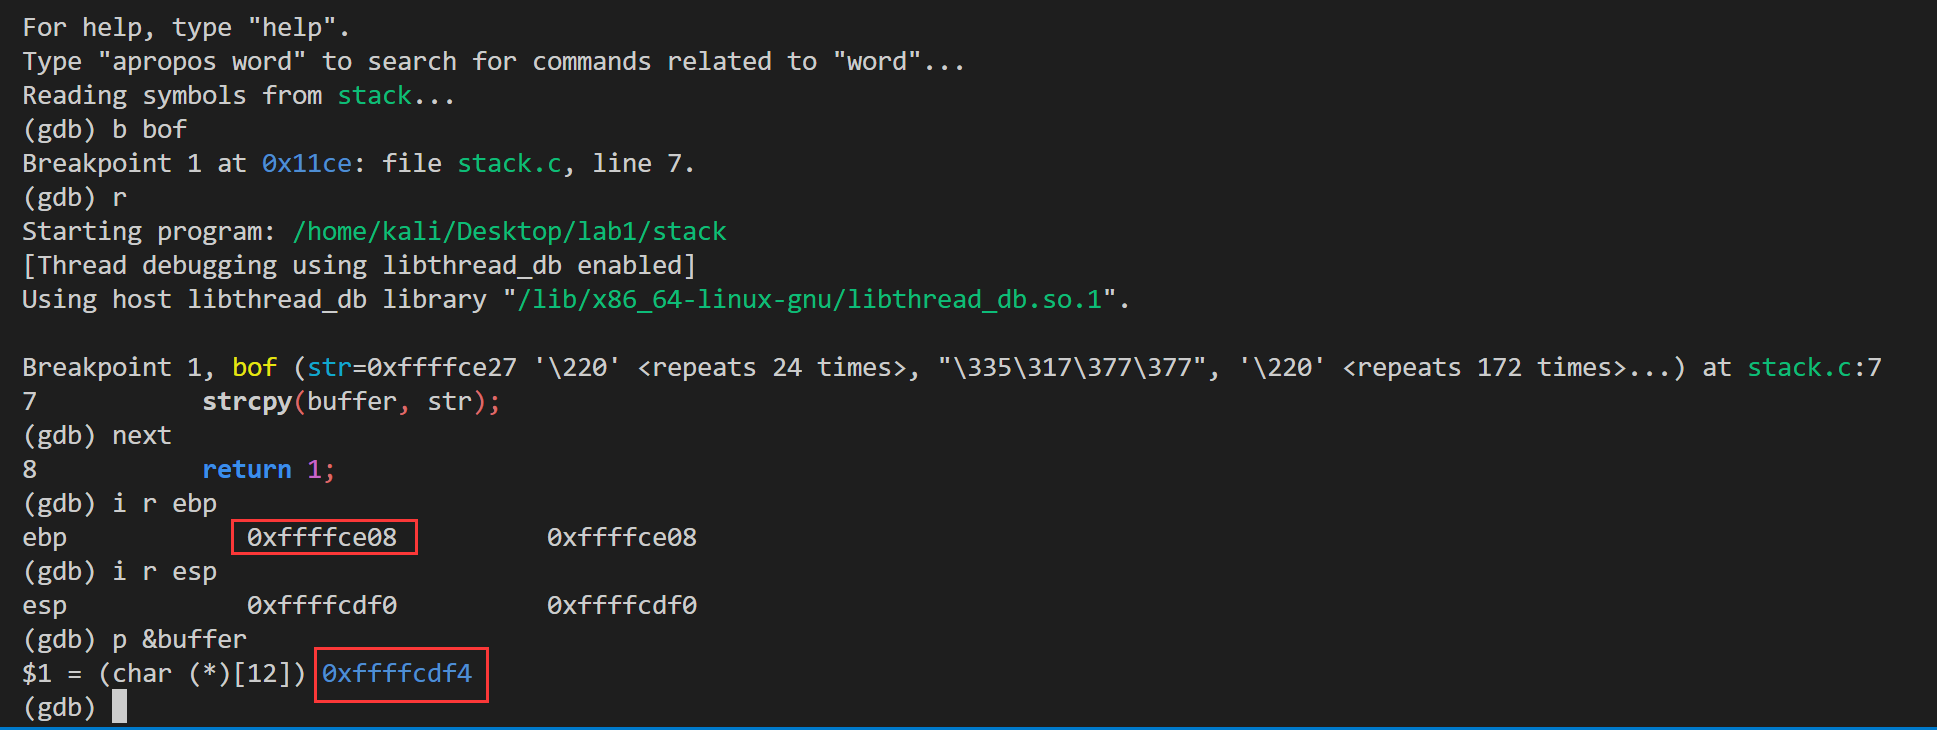 For help, type "help".
Type "apropos word" to search for commands related to "word"...
Reading symbols from stack...
(gdb) b bof
Breakpoint 1 at 0x11ce: file stack.c, line 7.
(gdb) r
Starting program: /home/kali/Desktop/lab1/stack
[Thread debugging using libthread_db enabled]
Using host libthread_db library "/lib/x86_64-linux-gnu/libthread_db.so.1".
Breakpoint 1, bof (str=0xffffce27 '\220' <repeats 24 times>, "\335\317\377\377", '\220' <repeats 172 times>...) at stack.c:7
7           strcpy(buffer, str);
(gdb) next
8           return 1;
(gdb) i r ebp
ebp            0xffffce08          0xffffce08
(gdb) i r esp
esp            0xffffcdf0          0xffffcdf0
(gdb) p &buffer
$1 = (char (*)[12]) 0xffffcdf4
(gdb)